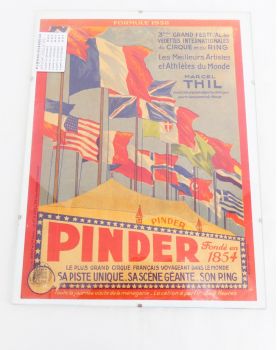 FORMULE 1938
3ème GRAND FESTIVAL des
VEDETTES INTERNATIONALES
du CIRQUE et du RING
Les Meilleurs Artistes
et Athlètes du Monde
MARCEL
THIL
PINDER
PINDER
Fondé en
1854
LE PLUS GRAND CIRQUE FRANÇAIS VOYAGEANT DANS LE MONDE
SA PISTE UNIQUE..SA SCÈNE GÉANTE..SON RING